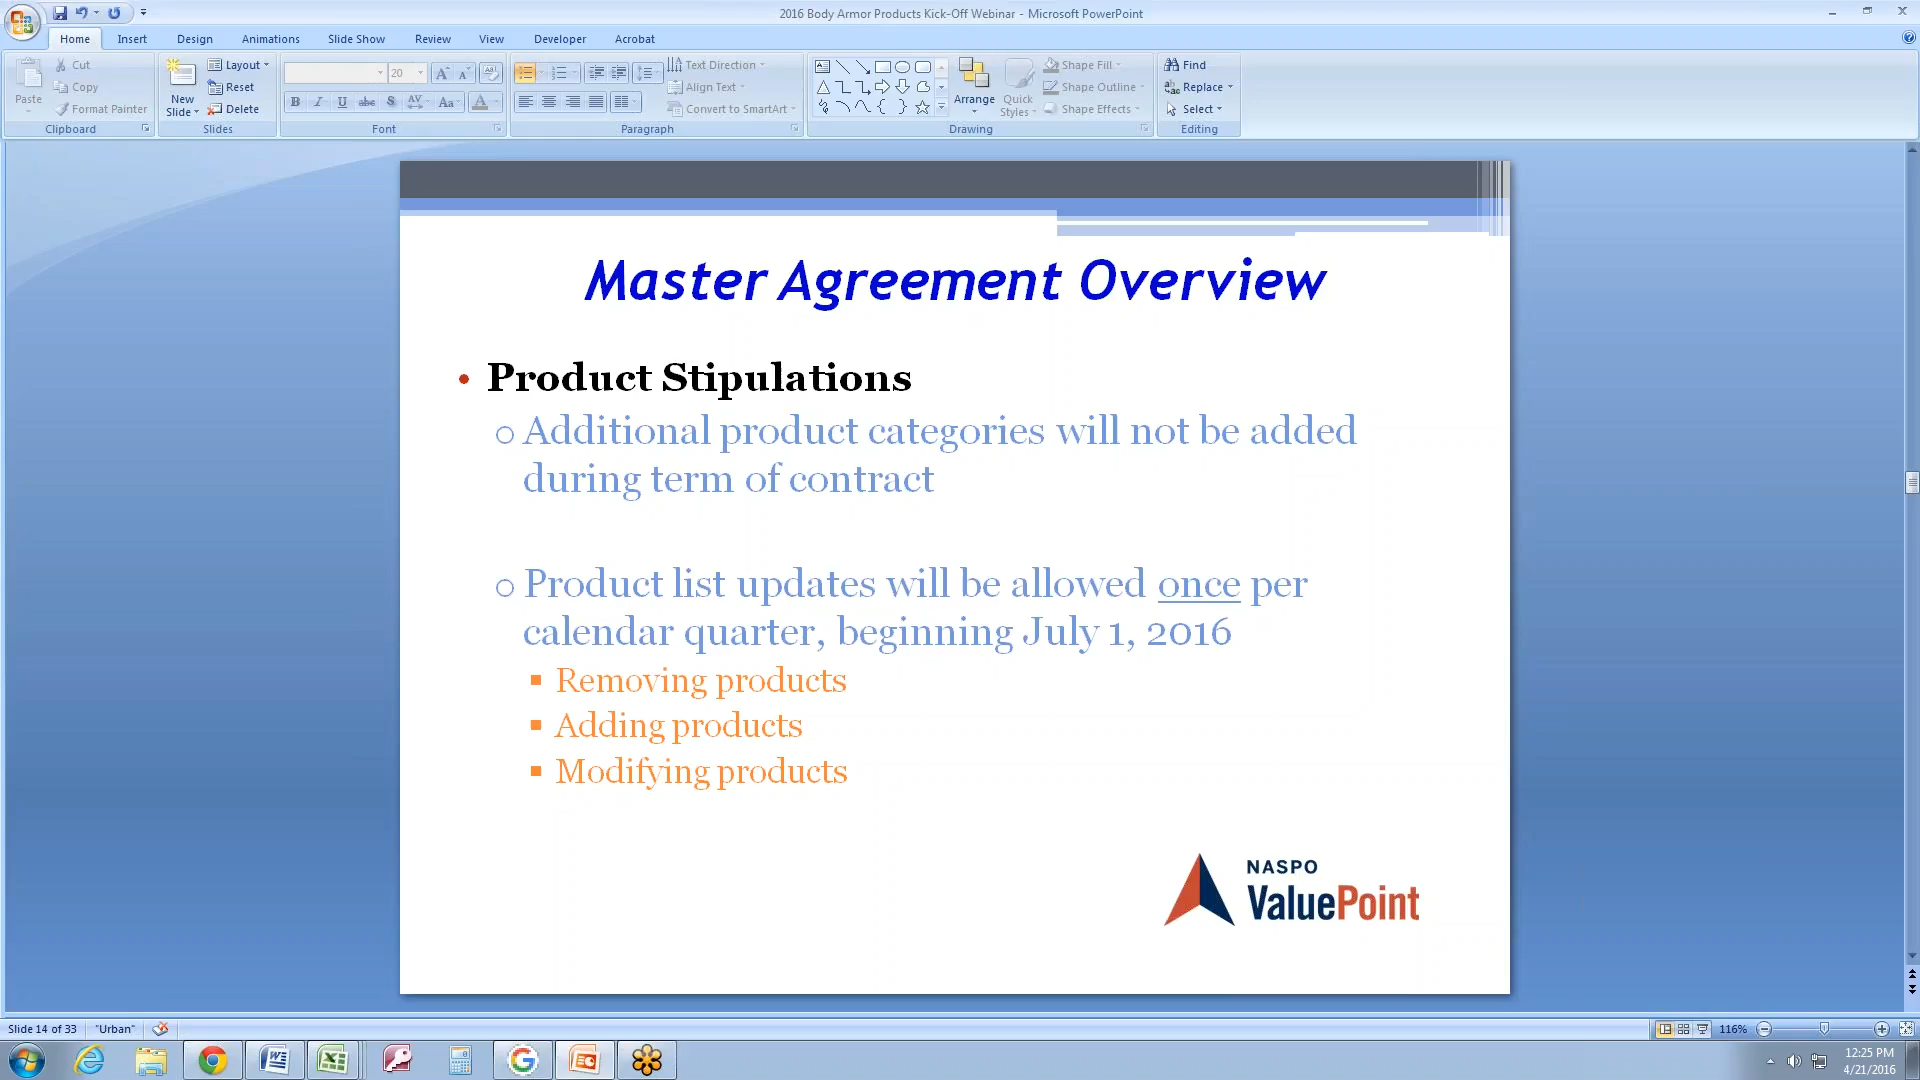 2016 Body Armor Products Kick-Off Webinar - Microsoft PowerPoint
Home Insert Design Animations Slide Show Review View Developer Acrobat
Paste
Cut
Copy
Format Painter
Clipboard
New Slide
Layout
Reset
Delete
Slides
20
B I U abc S AV Aa A
Font
Text Direction
Align Text
Convert to SmartArt
Paragraph
Arrange
Quick Styles
Shape Fill
Shape Outline
Shape Effects
Drawing
Find
Replace
Select
Editing
Master Agreement Overview
Product Stipulations
Additional product categories will not be added
during term of contract
Product list updates will be allowed once per
calendar quarter, beginning July 1, 2016
Removing products
Adding products
Modifying products
NASPO
ValuePoint
Slide 14 of 33 "Urban" 116%
12:25 PM
4/21/2016